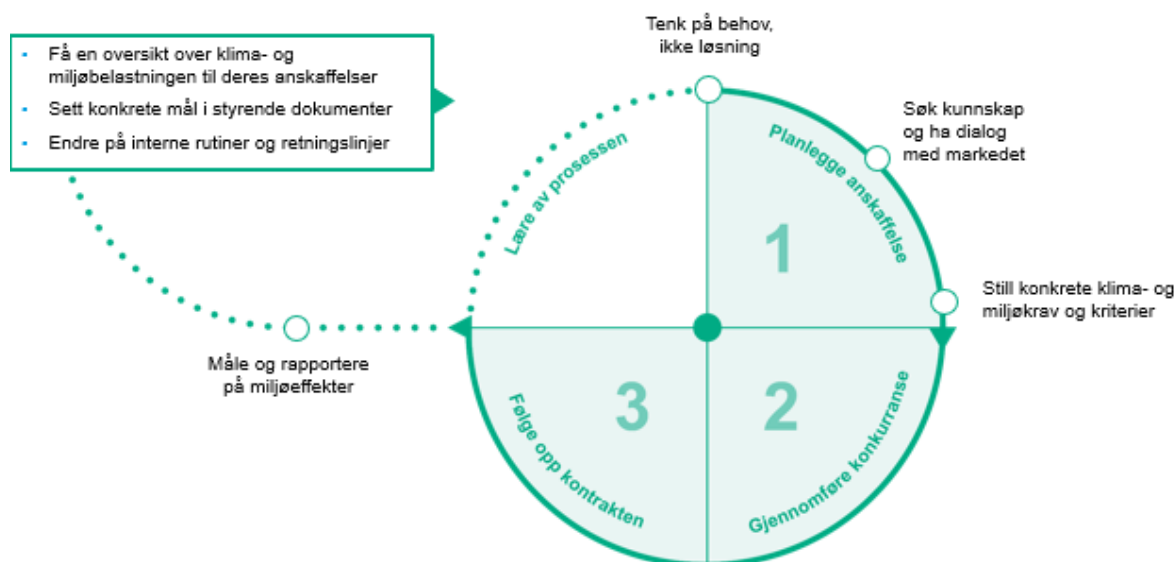 Få en oversikt over klima- og
miljøbelastningen til deres anskaffelser
Sett konkrete mål i styrende dokumenter
Endre på interne rutiner og retningslinjer
Tenk på behov,
ikke løsning
Søk kunnskap
og ha dialog
med markedet
Still konkrete klima- og
miljøkrav og kriterier
Måle og rapportere
på miljøeffekter
Lære av prosessen
Planlegge anskaffelse
1
2
Gjennomføre konkurranse
3
Følge opp kontrakten